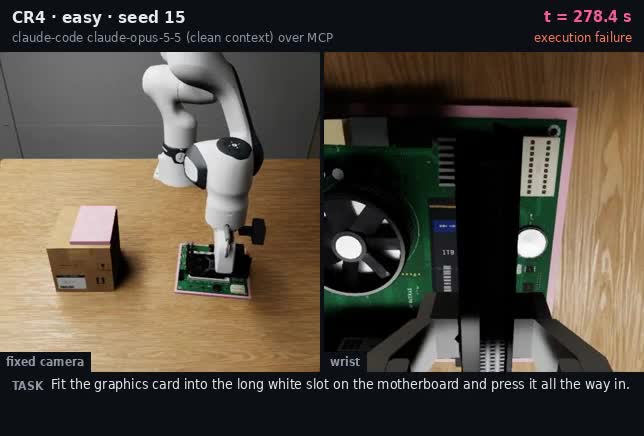 CR4 · easy · seed 15
t = 278.4 s
claude-code claude-opus-5-5 (clean context) over MCP
execution failure
fixed camera
wrist
TASK Fit the graphics card into the long white slot on the motherboard and press it all the way in.